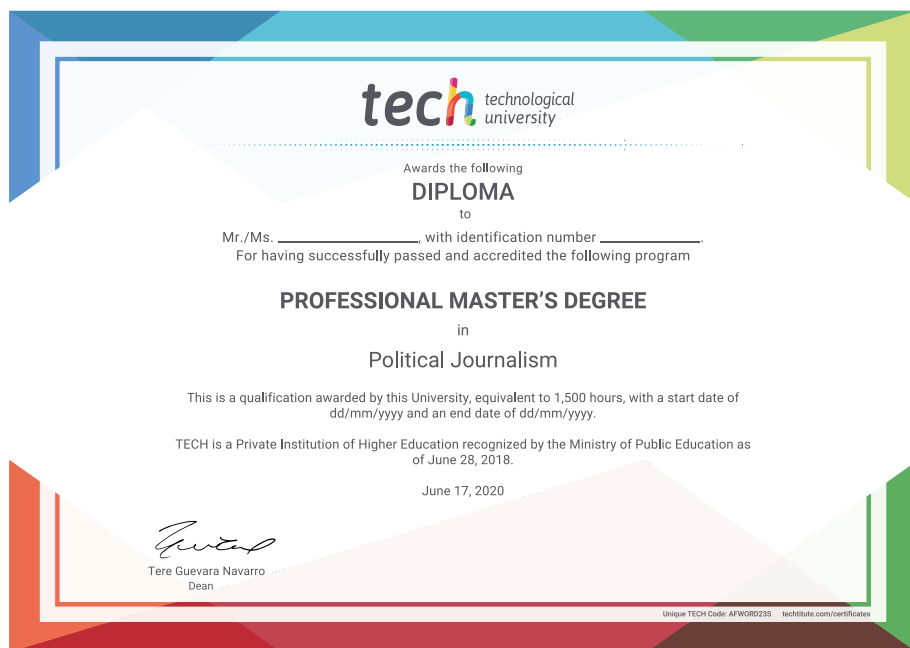 tech technological
university
Awards the following
DIPLOMA
to
Mr./Ms. ____________________, with identification number ______________.
For having successfully passed and accredited the following program
PROFESSIONAL MASTER'S DEGREE
in
Political Journalism
This is a qualification awarded by this University, equivalent to 1,500 hours, with a start date of
dd/mm/yyyy and an end date of dd/mm/yyyy.
TECH is a Private Institution of Higher Education recognized by the Ministry of Public Education as
of June 28, 2018.
June 17, 2020
Tere Guevara Navarro
Dean
Unique TECH Code: AFWORD23S techtitute.com/certificates